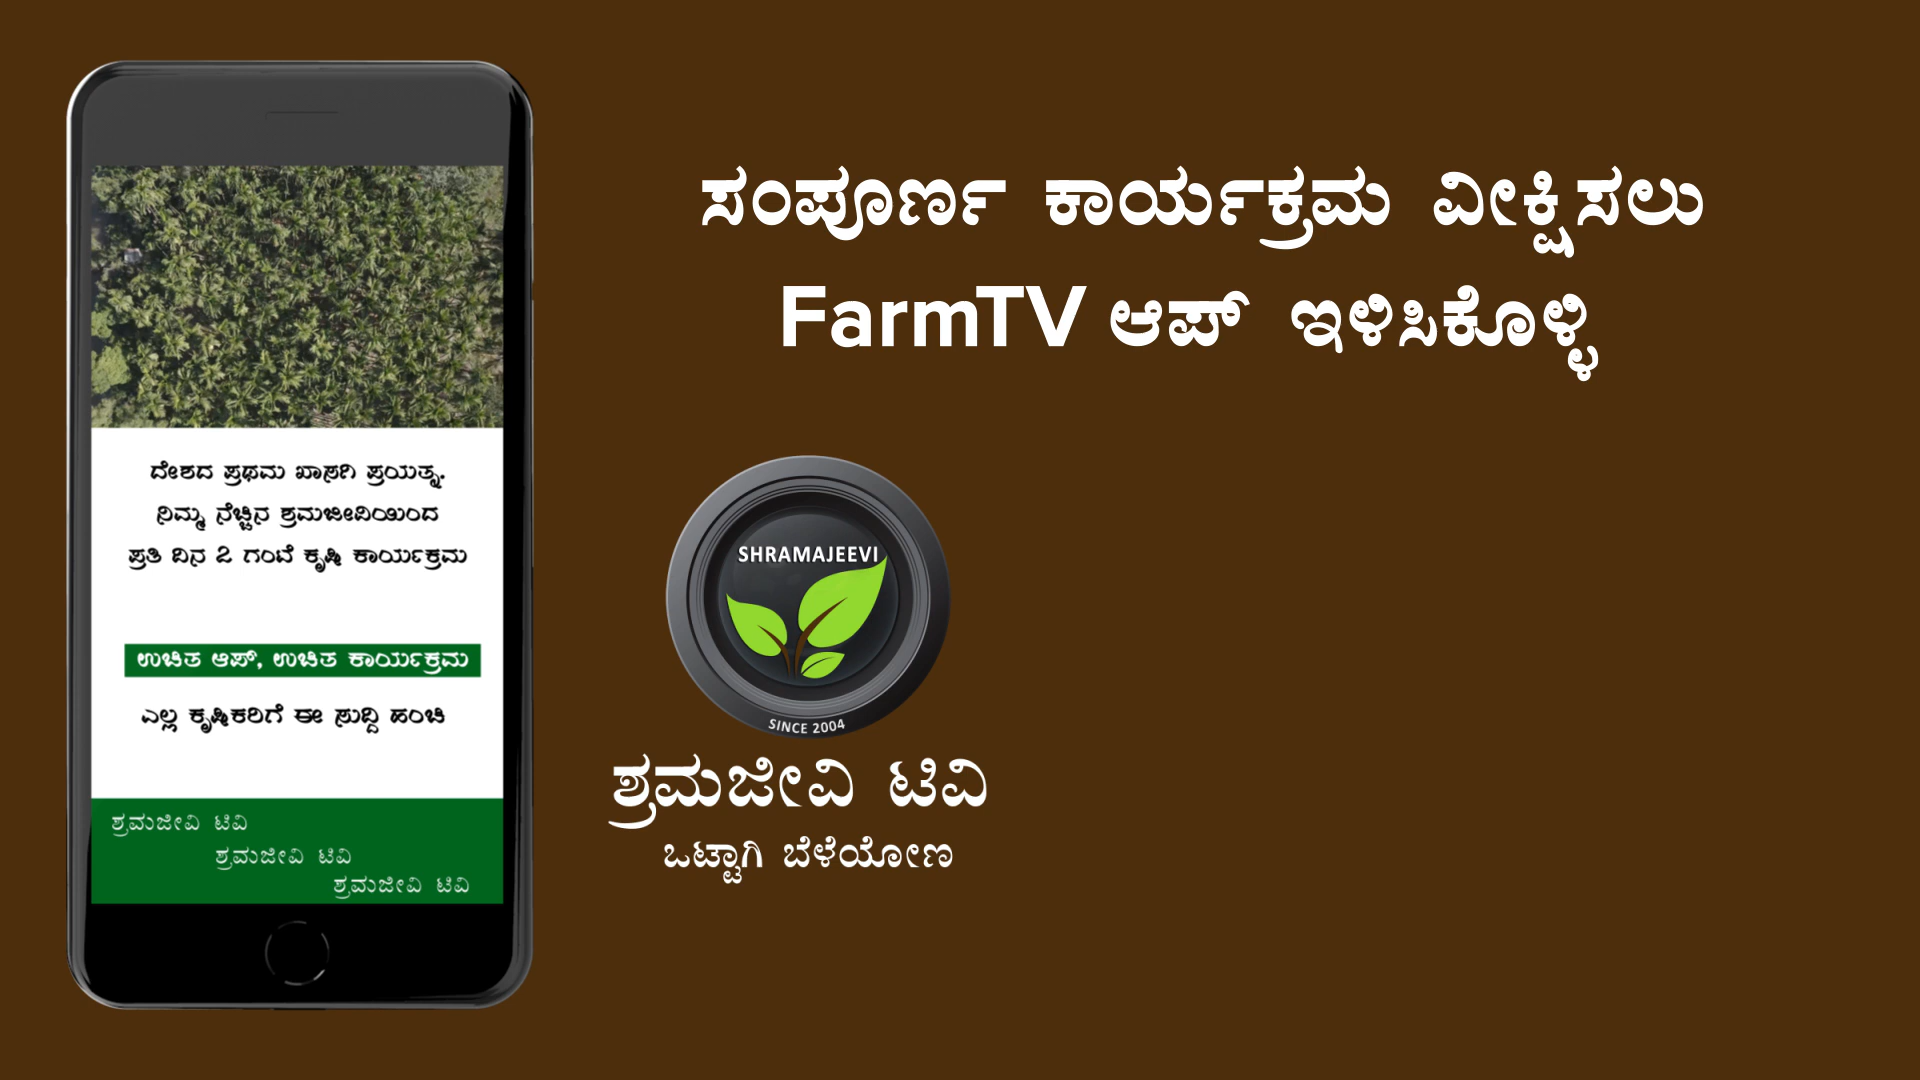 ಸಂಪೂರ್ಣ ಕಾರ್ಯಕ್ರಮ ವೀಕ್ಷಿಸಲು
FarmTV ಆಪ್ ಇಳಿಸಿಕೊಳ್ಳಿ
ದೇಶದ ಪ್ರಥಮ ಖಾಸಗಿ ಪ್ರಯತ್ನ.
ನಿಮ್ಮ ನೆಚ್ಚಿನ ಶ್ರಮಜೀವಿಯಿಂದ
ಪ್ರತಿ ದಿನ 2 ಗಂಟೆ ಕೃಷಿ ಕಾರ್ಯಕ್ರಮ
ಉಚಿತ ಆಪ್, ಉಚಿತ ಕಾರ್ಯಕ್ರಮ
ಎಲ್ಲ ಕೃಷಿಕರಿಗೆ ಈ ಸುದ್ದಿ ಹಂಚಿ
ಶ್ರಮಜೀವಿ ಟಿವಿ
ಶ್ರಮಜೀವಿ ಟಿವಿ
ಶ್ರಮಜೀವಿ ಟಿವಿ
SHRAMAJEEVI
SINCE 2004
ಶ್ರಮಜೀವಿ ಟಿವಿ
ಒಟ್ಟಾಗಿ ಬೆಳೆಯೋಣ